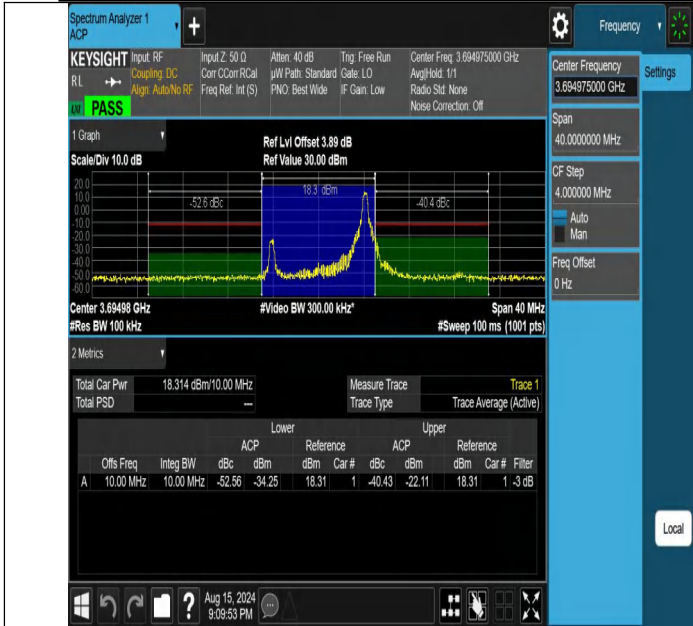 Spectrum Analyzer 1
ACP
+
Frequency
KEYSIGHT
RL
LXI
PASS
Input: RF
Coupling: DC
Align: Auto/No RF
Input Z: 50 Ω
Corr CCorr RCal
Freq Ref: Int (S)
Atten: 40 dB
µW Path: Standard
PNO: Best Wide
Trig: Free Run
Gate: LO
IF Gain: Low
Center Freq: 3.694975000 GHz
Avg|Hold: 1/1
Radio Std: None
Noise Correction: Off
Center Frequency
3.694975000 GHz
Settings
Span
40.0000000 MHz
CF Step
4.000000 MHz
Auto
Man
Freq Offset
0 Hz
1 Graph
Scale/Div 10.0 dB
Ref Lvl Offset 3.89 dB
Ref Value 30.00 dBm
20.0
10.0
0.00
-10.0
-20.0
-30.0
-40.0
-50.0
-60.0
-52.6 dBc
18.3 dBm
-40.4 dBc
Center 3.69498 GHz
#Video BW 300.00 kHz*
Span 40 MHz
#Res BW 100 kHz
#Sweep 100 ms (1001 pts)
2 Metrics
Total Car Pwr 18.314 dBm/10.00 MHz
Total PSD ---
Measure Trace Trace 1
Trace Type Trace Average (Active)
Lower Upper
ACP Reference ACP Reference
Offs Freq Integ BW dBc dBm dBm Car # dBc dBm dBm Car # Filter
A 10.00 MHz 10.00 MHz -52.56 -34.25 18.31 1 -40.43 -22.11 18.31 1 -3 dB
Local
?
Aug 15, 2024
9:09:53 PM